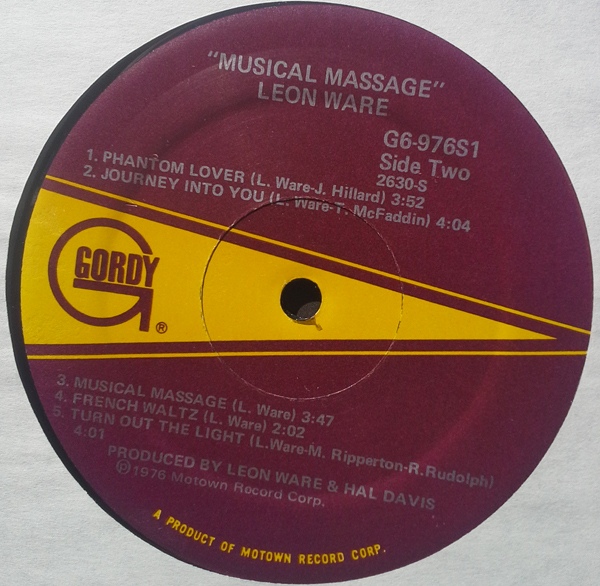 "MUSICAL MASSAGE"
LEON WARE
G6-976S1
Side Two
2630-S
1. PHANTOM LOVER (L. Ware-J. Hillard) 3:52
2. JOURNEY INTO YOU (L. Ware-T. McFaddin) 4:04
GORDY
®
3. MUSICAL MASSAGE (L. Ware) 3:47
4. FRENCH WALTZ (L. Ware) 2:02
5. TURN OUT THE LIGHT (L.Ware-M. Ripperton-R.Rudolph)
4:01
PRODUCED BY LEON WARE & HAL DAVIS
℗1976 Motown Record Corp.
A PRODUCT OF MOTOWN RECORD CORP.